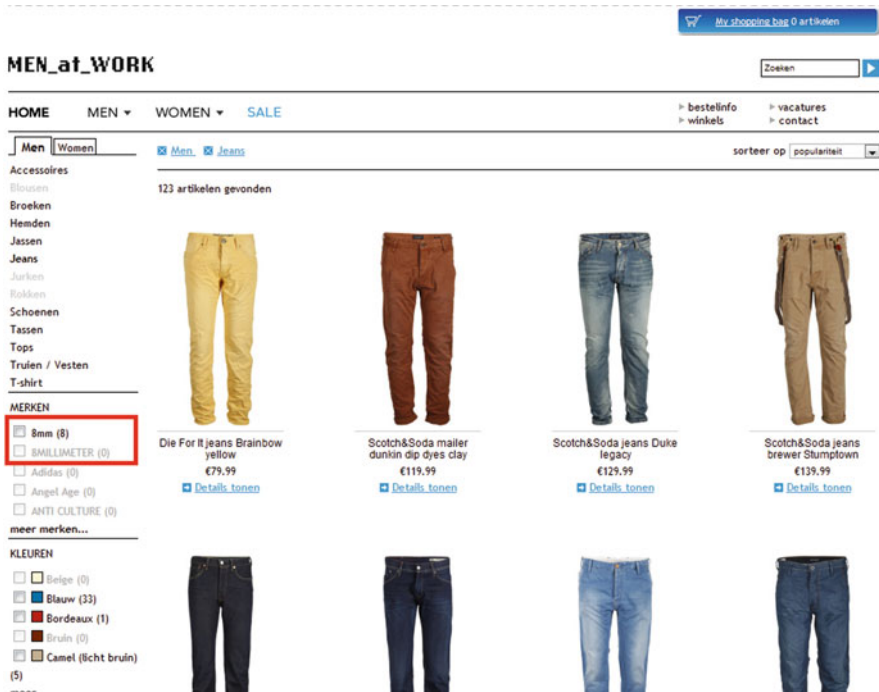 My shopping bag 0 artikelen
MEN_at_WORK
Zoeken
HOME MEN WOMEN SALE
bestelinfo vacatures
winkels contact
Men Women
Men Jeans
sorteer op populariteit
Accessoires
Blousen
Broeken
Hemden
Jassen
Jeans
Jurken
Rokken
Schoenen
Tassen
Tops
Truien / Vesten
T-shirt
123 artikelen gevonden
MERKEN
8mm (8)
8MILLIMETER (0)
Adidas (0)
Angel Age (0)
ANTI CULTURE (0)
meer merken...
KLEUREN
Beige (0)
Blauw (33)
Bordeaux (1)
Bruin (0)
Camel (licht bruin)
(5)
Die For It jeans Brainbow
yellow
€79.99
Details tonen
Scotch&Soda mailer
dunkin dip dyes clay
€119.99
Details tonen
Scotch&Soda jeans Duke
legacy
€129.99
Details tonen
Scotch&Soda jeans
brewer Stumptown
€139.99
Details tonen